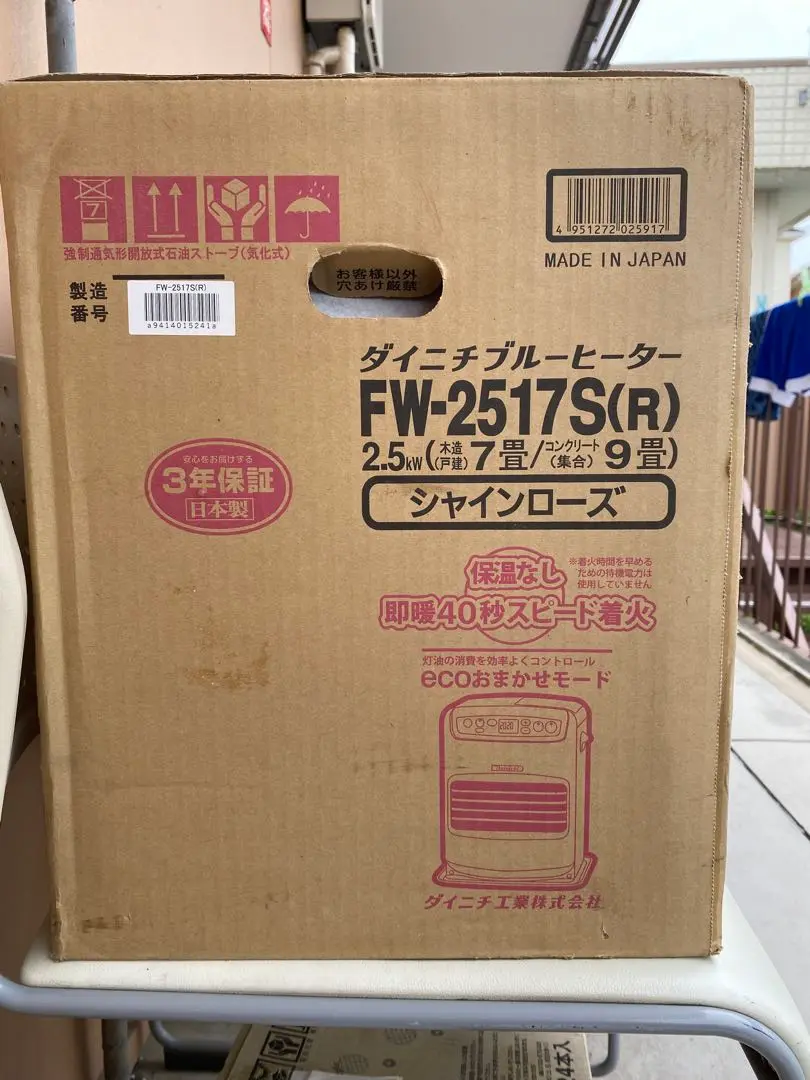 7
強制通気形開放式石油ストーブ(気化式)
製造
番号
FW-2517S(R)
a9414015241a
お客様以外
穴あけ厳禁
4 951272 025917
MADE IN JAPAN
ダイニチブルーヒーター
FW-2517S(R)
2.5kW(木造(戸建)7畳/コンクリート(集合)9畳)
シャインローズ
安心をお届けする
3年保証
日本製
保温なし
※着火時間を早める
ための待機電力は
使用していません
即暖40秒スピード着火
灯油の消費を効率よくコントロール
ecoおまかせモード
ダイニチ工業株式会社
24本入